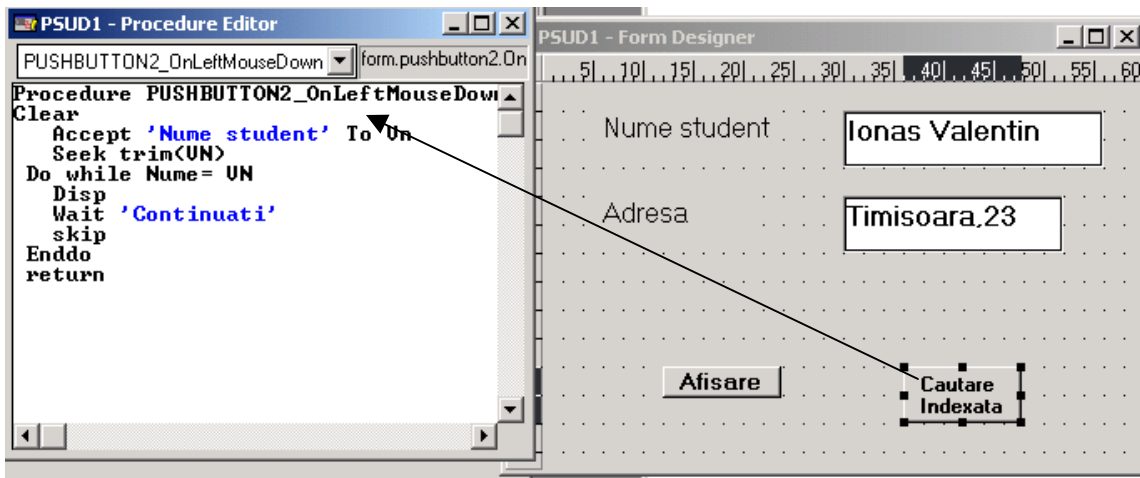 PSUD1 - Procedure Editor
PUSHBUTTON2_OnLeftMouseDown form.pushbutton2.On
Procedure PUSHBUTTON2_OnLeftMouseDow
Clear
Accept 'Nume student' To Vn
Seek trim(VN)
Do while Nume= VN
Disp
Wait 'Continuati'
skip
Enddo
return
PSUD1 - Form Designer
5 10 15 20 25 30 35 40 45 50 55 60
Nume student Ionas Valentin
Adresa Timisoara,23
Afisare
Cautare
Indexata